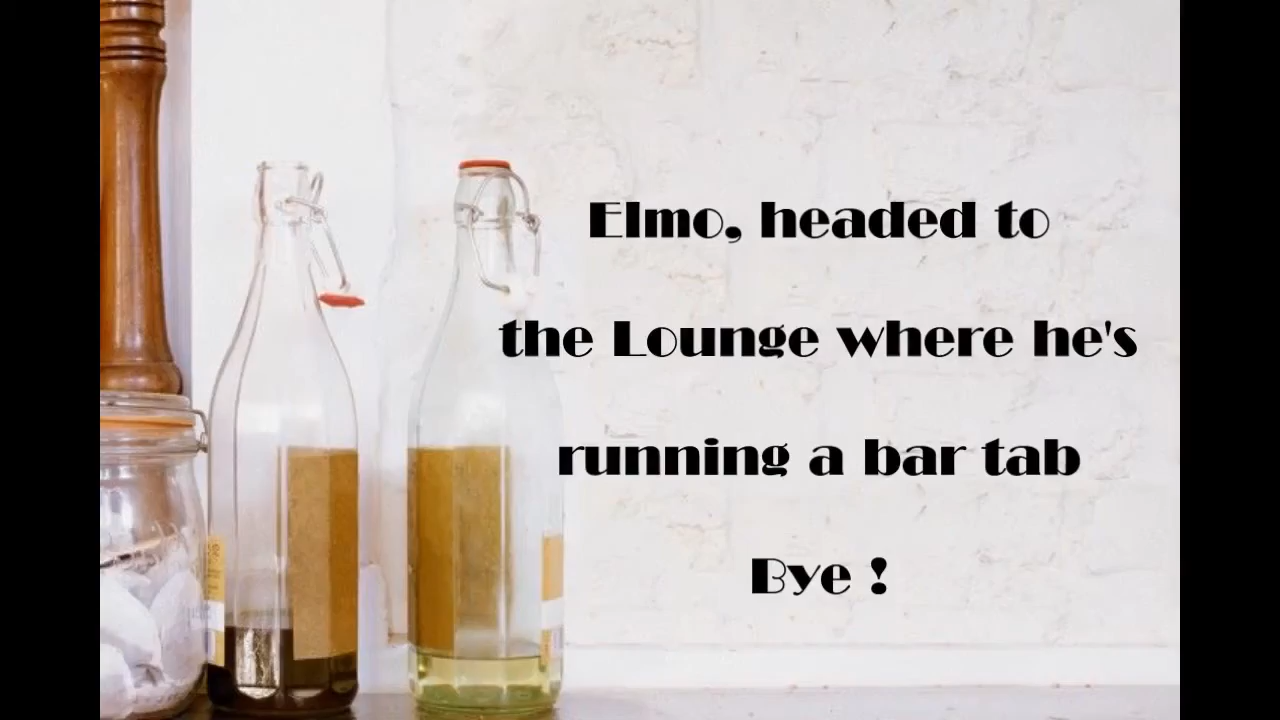 Elmo, headed to
the Lounge where he's
running a bar tab
Bye !